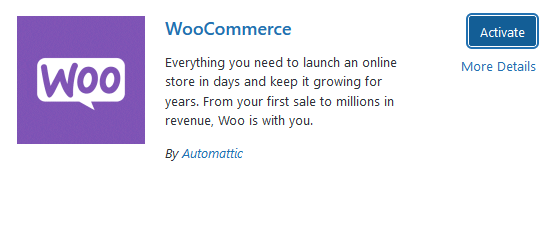 WOO
WooCommerce
Activate
Everything you need to launch an online
More Details
store in days and keep it growing for
years. From your first sale to millions in
revenue, Woo is with you.
By Automattic